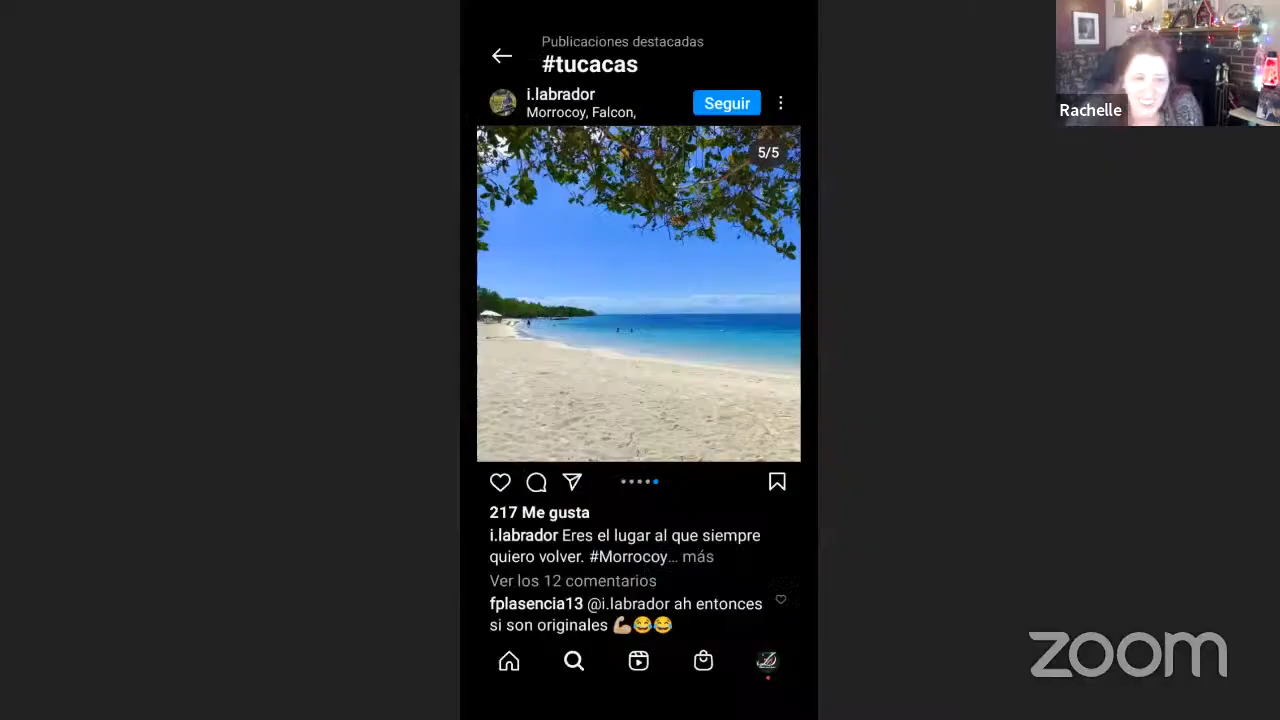 Publicaciones destacadas
#tucacas
i.labrador
Morrocoy, Falcon,
Seguir
5/5
217 Me gusta
i.labrador Eres el lugar al que siempre
quiero volver. #Morrocoy... más
Ver los 12 comentarios
fplasencia13 @i.labrador ah entonces
si son originales 💪🏼😂😂
Rachelle
zoom